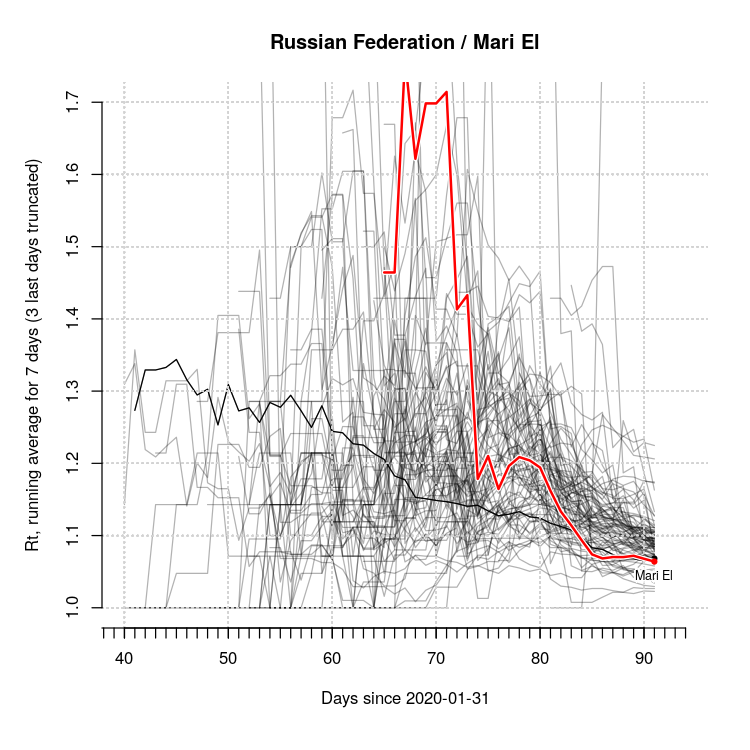 Russian Federation / Mari El
Rt, running average for 7 days (3 last days truncated)
1.7
1.6
1.5
1.4
1.3
1.2
1.1
1.0
Mari El
40 50 60 70 80 90
Days since 2020-01-31